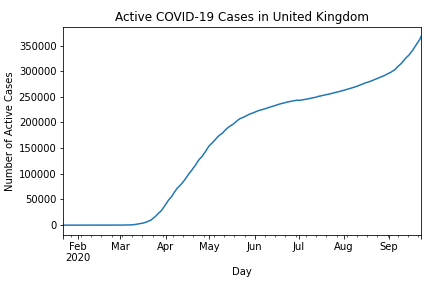 Active COVID-19 Cases in United Kingdom
Number of Active Cases
350000
300000
250000
200000
150000
100000
50000
0
Feb Mar Apr May Jun Jul Aug Sep
2020
Day